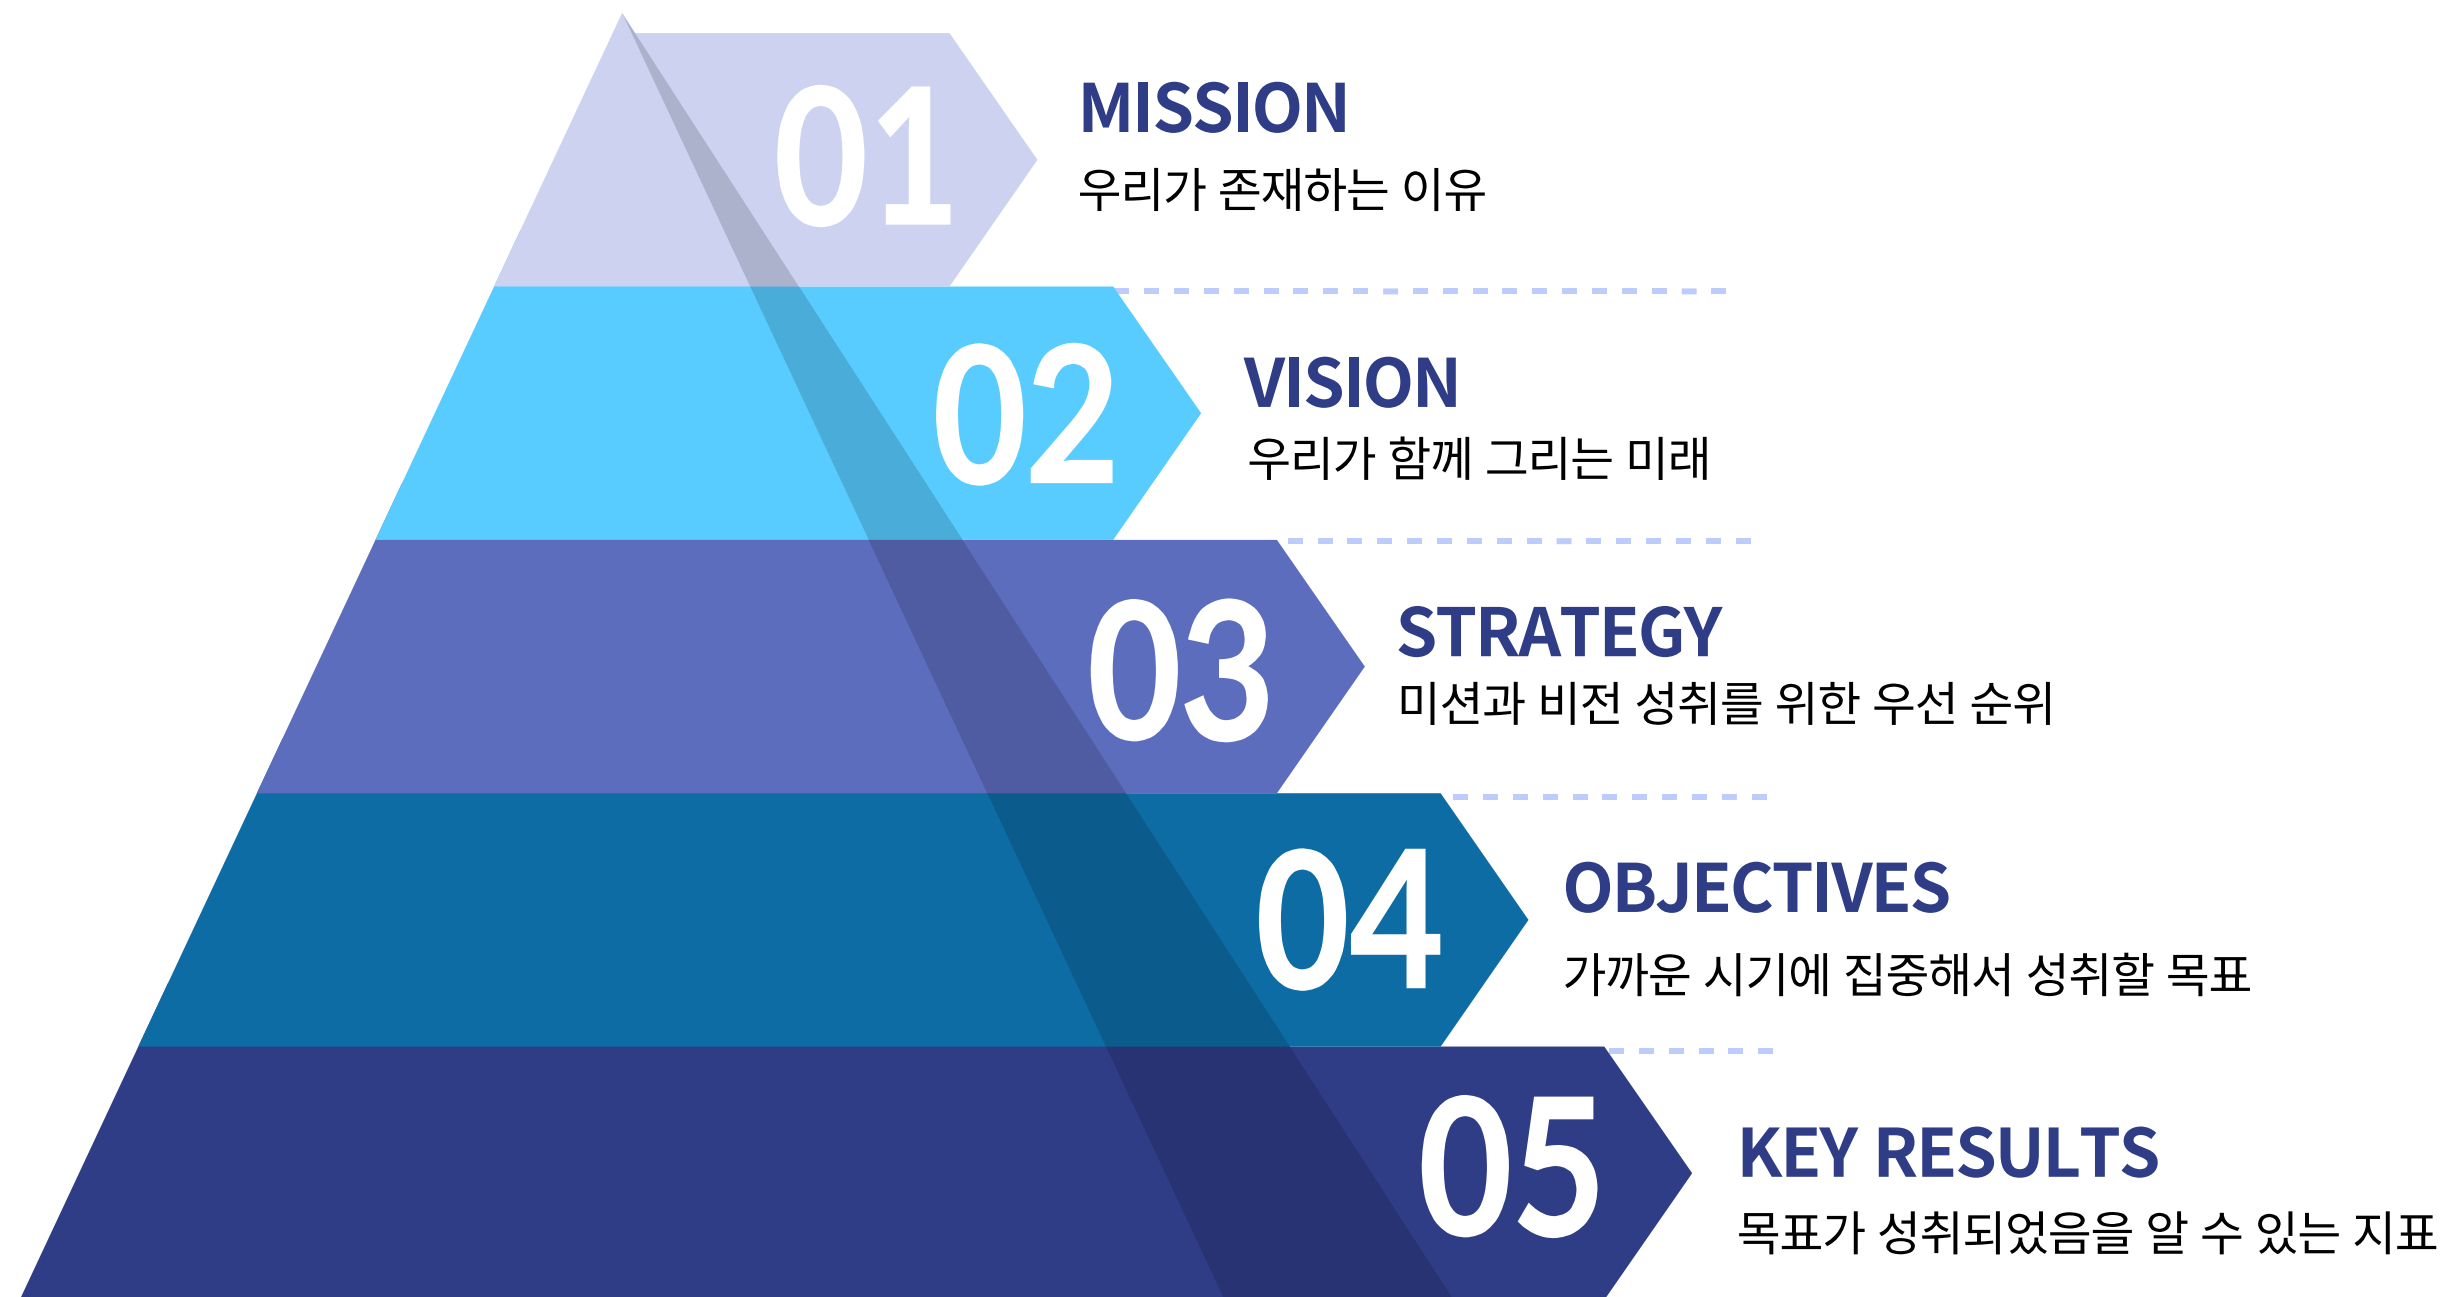 01
MISSION
우리가 존재하는 이유
02
VISION
우리가 함께 그리는 미래
03
STRATEGY
미션과 비전 성취를 위한 우선 순위
04
OBJECTIVES
가까운 시기에 집중해서 성취할 목표
05
KEY RESULTS
목표가 성취되었음을 알 수 있는 지표